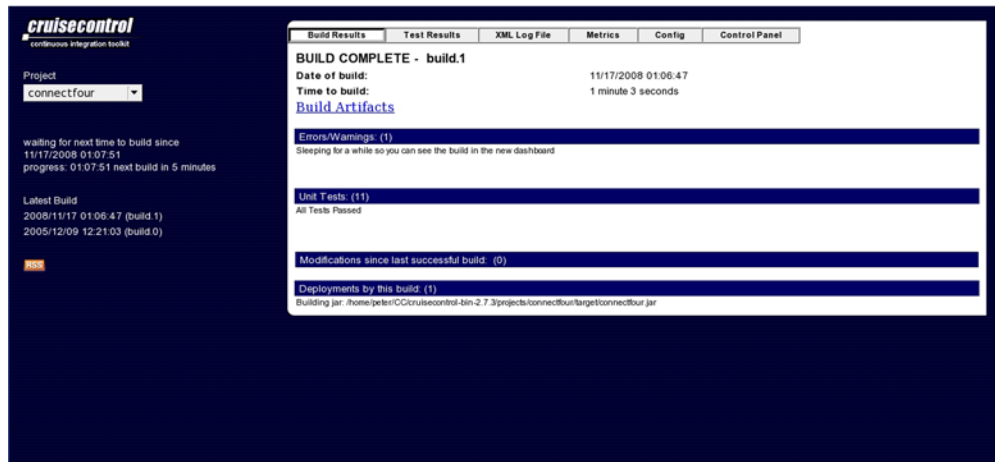 cruisecontrol
continuous integration toolkit
Project
connectfour
waiting for next time to build since
11/17/2008 01:07:51
progress: 01:07:51 next build in 5 minutes
Latest Build
2008/11/17 01:06:47 (build.1)
2005/12/09 12:21:03 (build.0)
RSS
Build Results Test Results XML Log File Metrics Config Control Panel
BUILD COMPLETE - build.1
Date of build: 11/17/2008 01:06:47
Time to build: 1 minute 3 seconds
Build Artifacts
Errors/Warnings: (1)
Sleeping for a while so you can see the build in the new dashboard
Unit Tests: (11)
All Tests Passed
Modifications since last successful build: (0)
Deployments by this build: (1)
Building jar: /home/peter/CC/cruisecontrol-bin-2.7.3/projects/connectfour/target/connectfour.jar